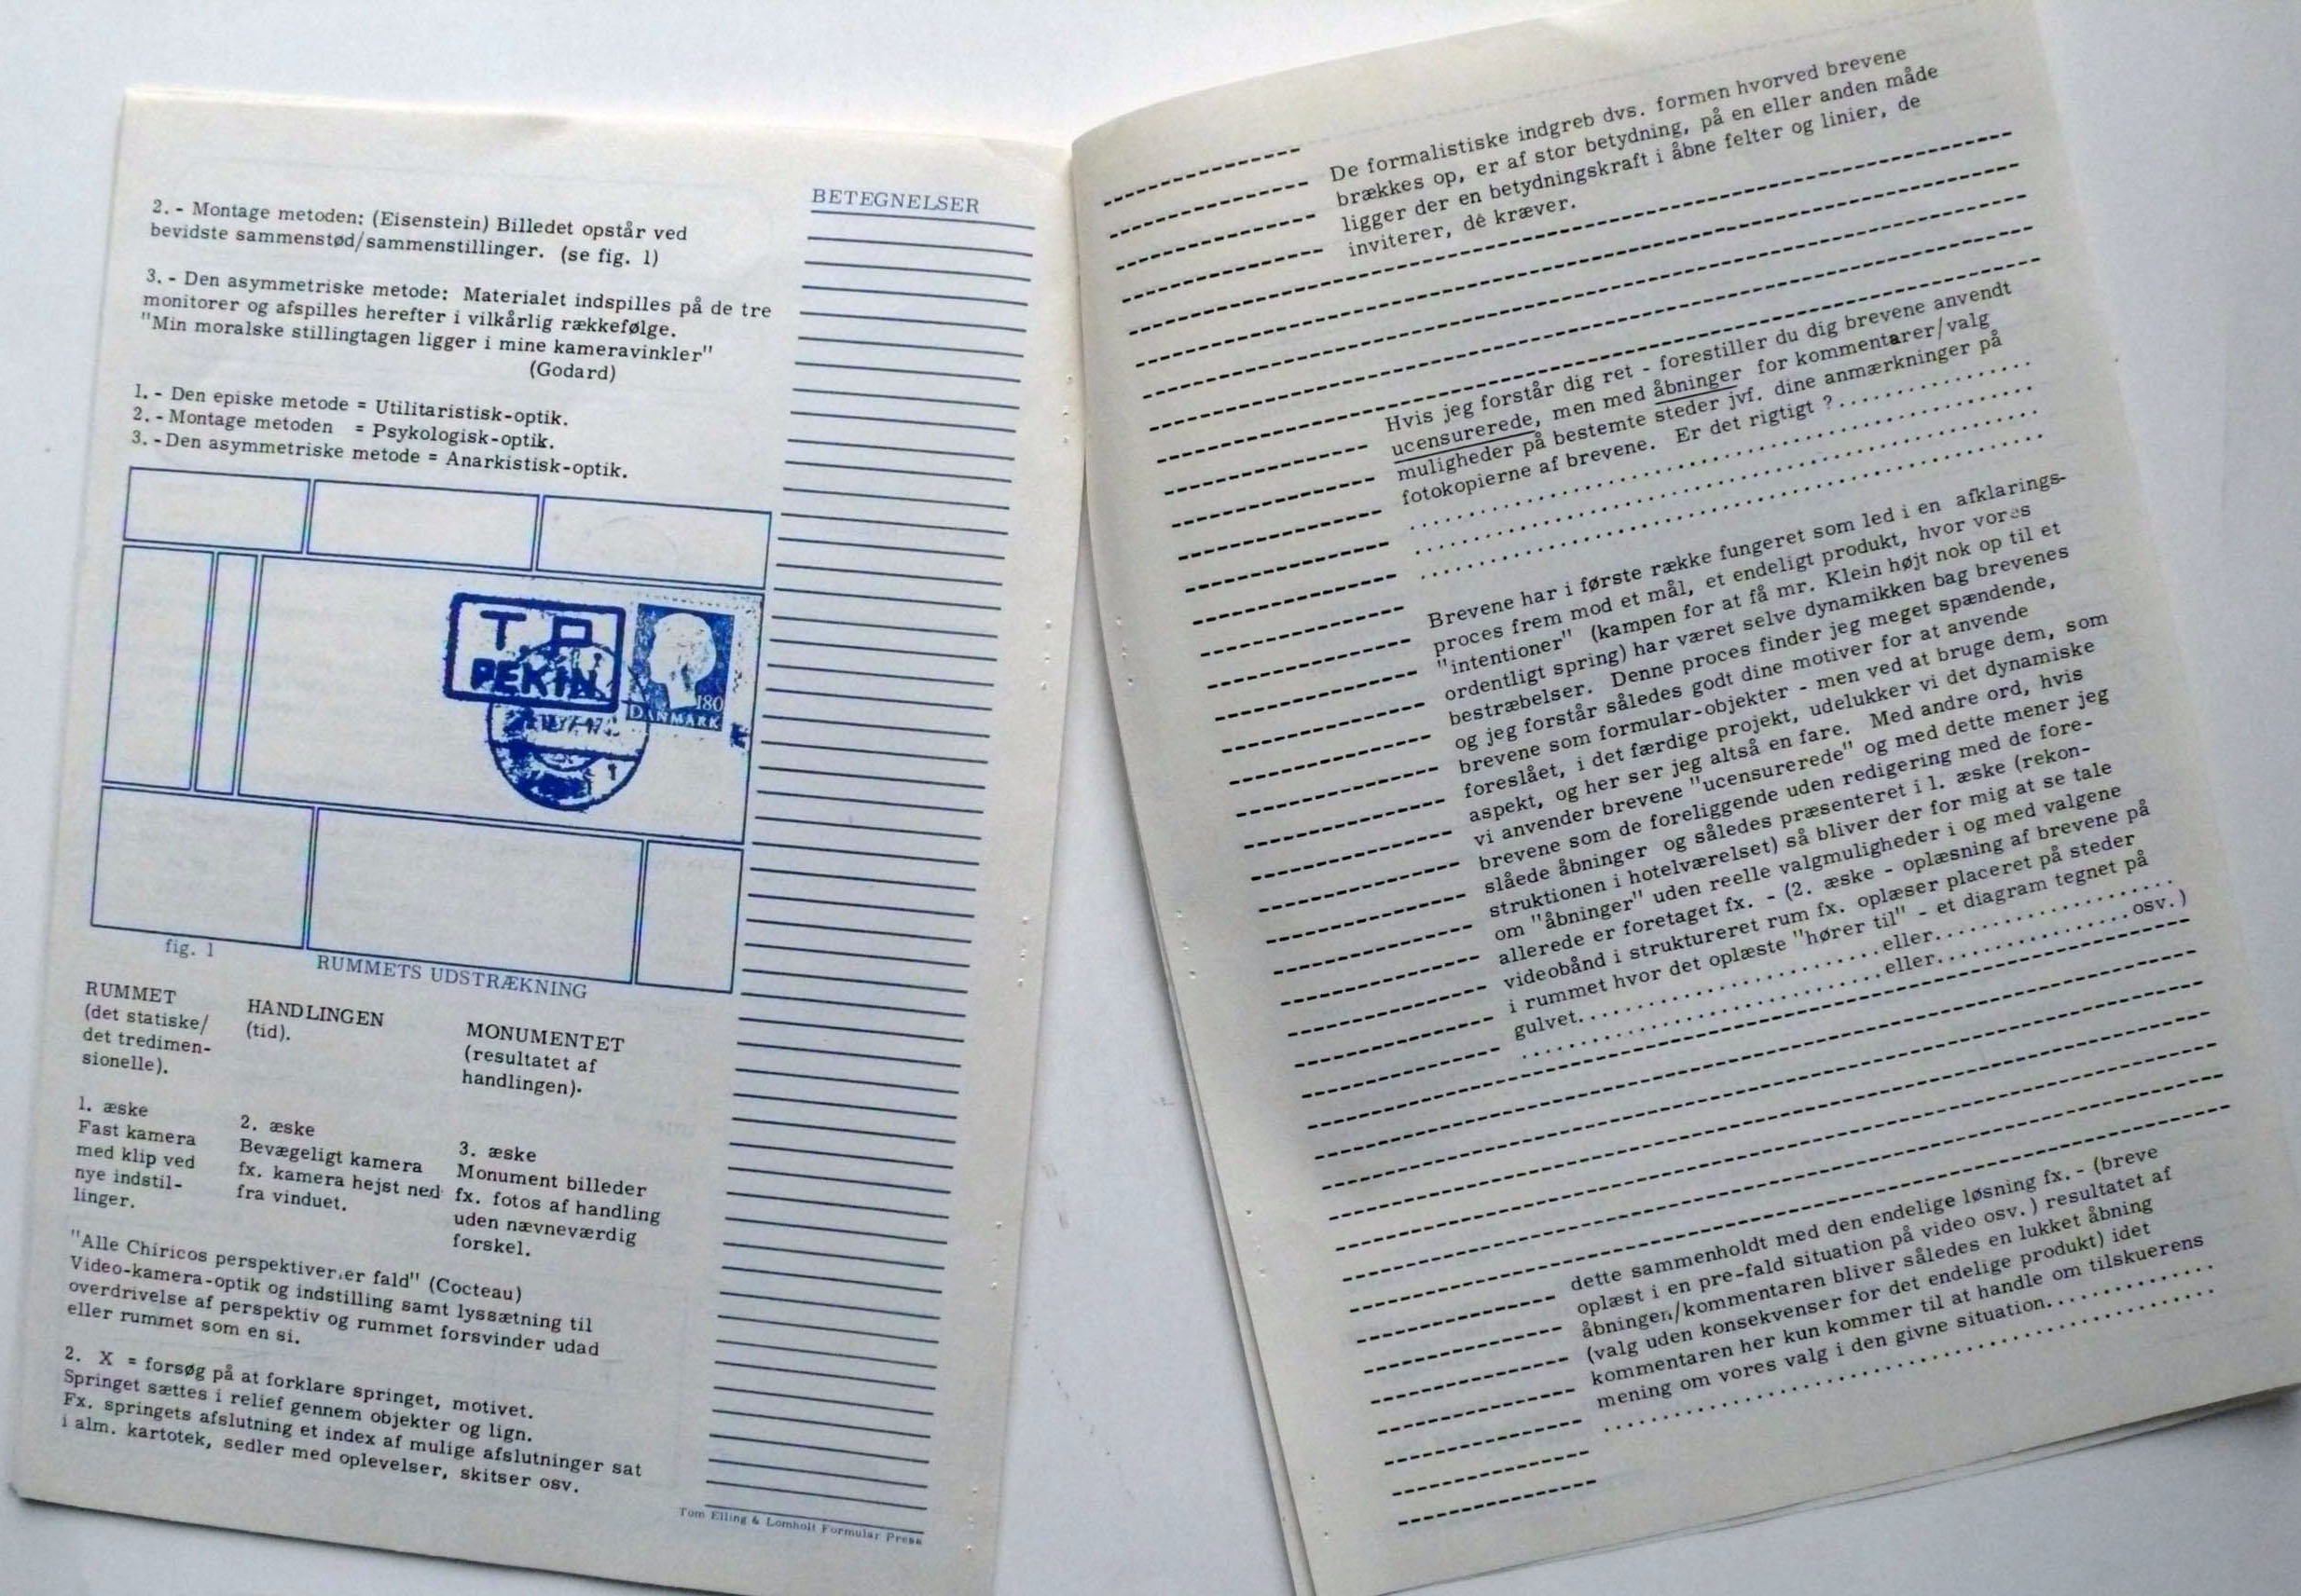 2. - Montage metoden: (Eisenstein) Billedet opstår ved
bevidste sammenstød/sammenstillinger. (se fig. 1)
3. - Den asymmetriske metode: Materialet indspilles på de tre
monitorer og afspilles herefter i vilkårlig rækkefølge.
"Min moralske stillingtagen ligger i mine kameravinkler"
(Godard)
1. - Den episke metode = Utilitaristisk-optik.
2. - Montage metoden = Psykologisk-optik.
3. - Den asymmetriske metode = Anarkistisk-optik.
BETEGNELSER
T.P
PEKIN
180
DANMARK
1
fig. 1
RUMMETS UDSTRÆKNING
RUMMET
(det statiske/
det tredimen-
sionelle).
HANDLINGEN
(tid).
MONUMENTET
(resultatet af
handlingen).
1. æske
Fast kamera
med klip ved
nye indstil-
linger.
2. æske
Bevægeligt kamera
fx. kamera hejst ned
fra vinduet.
3. æske
Monument billeder
fx. fotos af handling
uden nævneværdig
forskel.
"Alle Chiricos perspektiver er fald" (Cocteau)
Video-kamera-optik og indstilling samt lyssætning til
overdrivelse af perspektiv og rummet forsvinder udad
eller rummet som en si.
2. X = forsøg på at forklare springet, motivet.
Springet sættes i relief gennem objekter og lign.
Fx. springets afslutning et index af mulige afslutninger sat
i alm. kartotek, sedler med oplevelser, skitser osv.
Tom Elling & Lomholt Formular Press
De formalistiske indgreb dvs. formen hvorved brevene
brækkes op, er af stor betydning, på en eller anden måde
ligger der en betydningskraft i åbne felter og linier, de
inviterer, de kræver.
Hvis jeg forstår dig ret - forestiller du dig brevene anvendt
ucensurerede, men med åbninger for kommentarer/valg
muligheder på bestemte steder jvf. dine anmærkninger på
fotokopierne af brevene. Er det rigtigt ?....................
Brevene har i første række fungeret som led i en afklarings-
proces frem mod et mål, et endeligt produkt, hvor vores
"intentioner" (kampen for at få mr. Klein højt nok op til et
ordentligt spring) har været selve dynamikken bag brevenes
bestræbelser. Denne proces finder jeg meget spændende,
og jeg forstår således godt dine motiver for at anvende
brevene som formular-objekter - men ved at bruge dem, som
foreslået, i det færdige projekt, udelukker vi det dynamiske
aspekt, og her ser jeg altså en fare. Med andre ord, hvis
vi anvender brevene "ucensurerede" og med dette mener jeg
brevene som de foreliggende uden redigering med de fore-
slåede åbninger og således præsenteret i 1. æske (rekon-
struktionen i hotelværelset) så bliver der for mig at se tale
om "åbninger" uden reelle valgmuligheder i og med valgene
allerede er foretaget fx. - (2. æske - oplæsning af brevene på
videobånd i struktureret rum fx. oplæser placeret på steder
i rummet hvor det oplæste "hører til" - et diagram tegnet på
gulvet..............................eller........................
....................................eller...................osv.)
dette sammenholdt med den endelige løsning fx. - (breve
oplæst i en pre-fald situation på video osv.) resultatet af
åbningen/kommentaren bliver således en lukket åbning
(valg uden konsekvenser for det endelige produkt) idet
kommentaren her kun kommer til at handle om tilskuerens
mening om vores valg i den givne situation.................